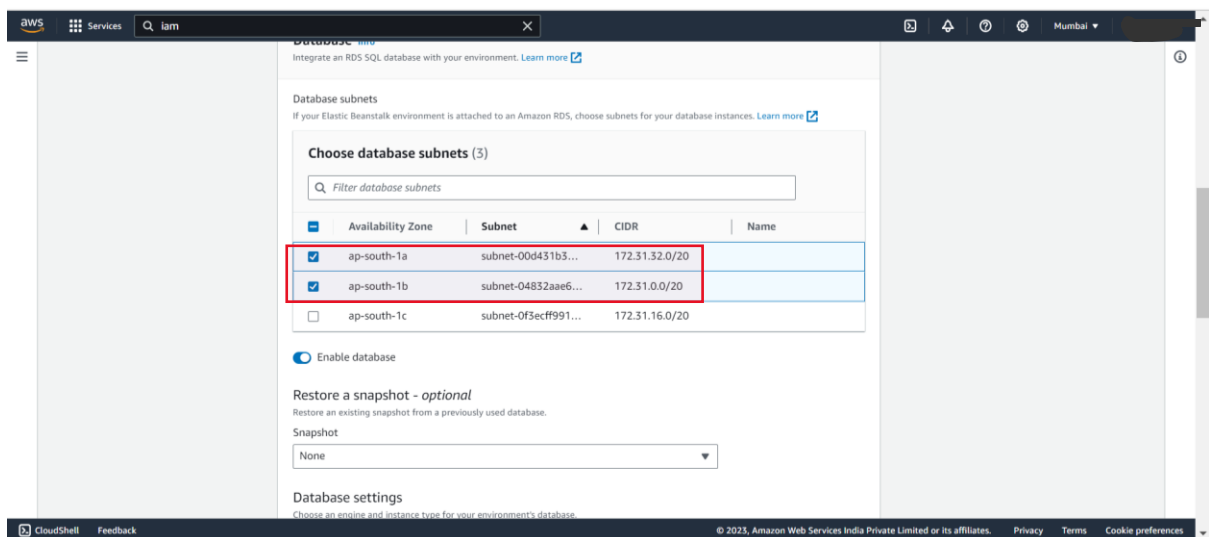 aws Services iam Mumbai
Database Info
Integrate an RDS SQL database with your environment. Learn more
Database subnets
If your Elastic Beanstalk environment is attached to an Amazon RDS, choose subnets for your database instances. Learn more
Choose database subnets (3)
Filter database subnets
Availability Zone Subnet CIDR Name
ap-south-1a subnet-00d431b3... 172.31.32.0/20
ap-south-1b subnet-04832aae6... 172.31.0.0/20
ap-south-1c subnet-0f3ecff991... 172.31.16.0/20
Enable database
Restore a snapshot - optional
Restore an existing snapshot from a previously used database.
Snapshot
None
Database settings
Choose an engine and instance type for your environment's database.
CloudShell Feedback © 2023, Amazon Web Services India Private Limited or its affiliates. Privacy Terms Cookie preferences